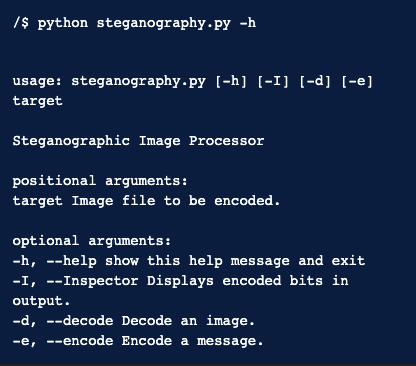 /$ python steganography.py -h
usage: steganography.py [-h] [-I] [-d] [-e]
target
Steganographic Image Processor
positional arguments:
target Image file to be encoded.
optional arguments:
-h, --help show this help message and exit
-I, --Inspector Displays encoded bits in
output.
-d, --decode Decode an image.
-e, --encode Encode a message.